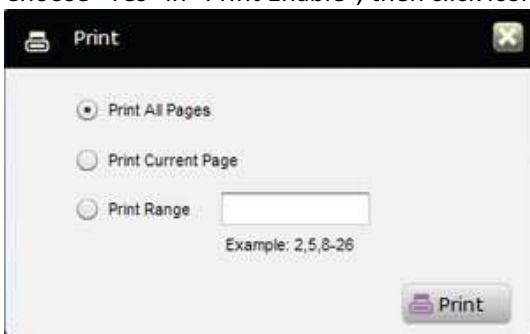 Print
Print All Pages
Print Current Page
Print Range
Example: 2,5,8-26
Print